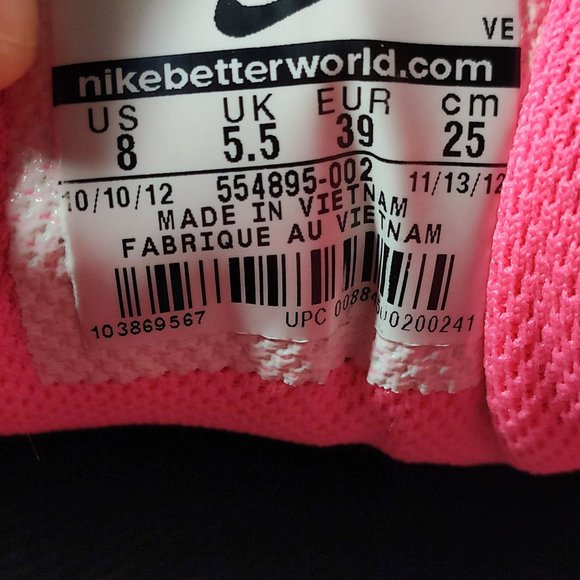 VE
nikebetterworld.com
US UK EUR cm
8 5.5 39 25
10/10/12 554895-002 11/13/12
MADE IN VIETNAM
FABRIQUE AU VIETNAM
103869567 UPC